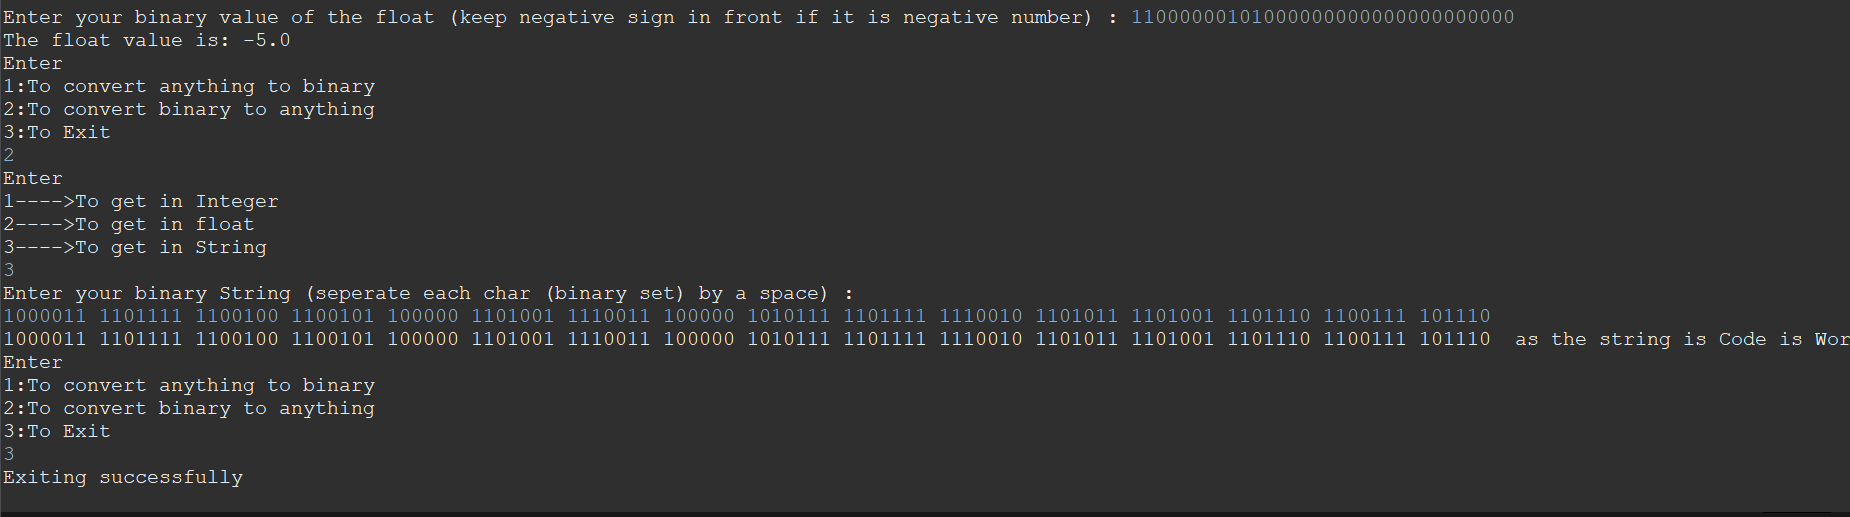 Enter your binary value of the float (keep negative sign in front if it is negative number) : 11000000101000000000000000000000
The float value is: -5.0
Enter
1:To convert anything to binary
2:To convert binary to anything
3:To Exit
2
Enter
1---->To get in Integer
2---->To get in float
3---->To get in String
3
Enter your binary String (seperate each char (binary set) by a space) :
1000011 1101111 1100100 1100101 100000 1101001 1110011 100000 1010111 1101111 1110010 1101011 1101001 1101110 1100111 101110
1000011 1101111 1100100 1100101 100000 1101001 1110011 100000 1010111 1101111 1110010 1101011 1101001 1101110 1100111 101110  as the string is Code is Wor
Enter
1:To convert anything to binary
2:To convert binary to anything
3:To Exit
3
Exiting successfully